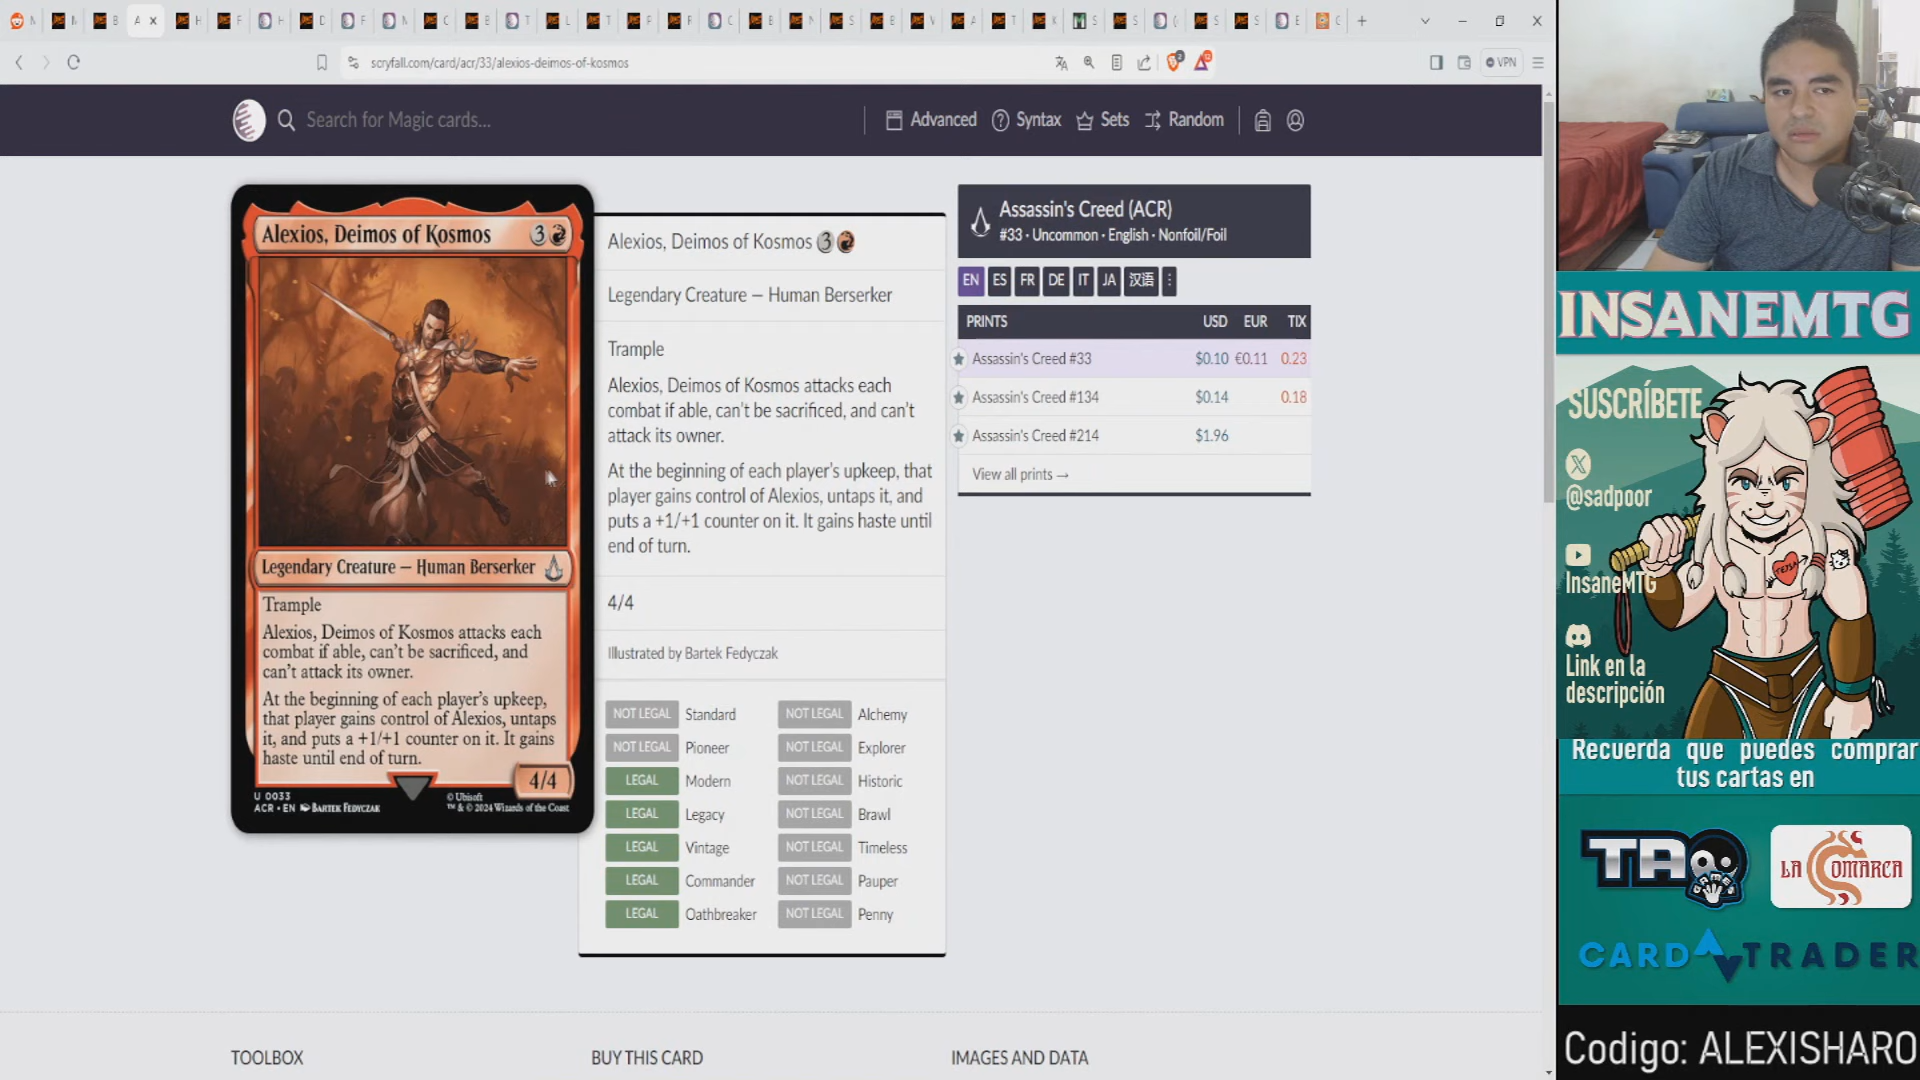 scryfall.com/card/acr/33/alexios-deimos-of-kosmos
VPN
Search for Magic cards...
Advanced
Syntax
Sets
Random
Alexios, Deimos of Kosmos 3
Legendary Creature — Human Berserker
Trample
Alexios, Deimos of Kosmos attacks each
combat if able, can't be sacrificed, and
can't attack its owner.
At the beginning of each player's upkeep,
that player gains control of Alexios, untaps
it, and puts a +1/+1 counter on it. It gains
haste until end of turn.
4/4
U 0033
ACR • EN BARTEK FEDYCZAK
© Ubisoft
™ & © 2024 Wizards of the Coast
Alexios, Deimos of Kosmos 3
Legendary Creature — Human Berserker
Trample
Alexios, Deimos of Kosmos attacks each
combat if able, can't be sacrificed, and can't
attack its owner.
At the beginning of each player's upkeep, that
player gains control of Alexios, untaps it, and
puts a +1/+1 counter on it. It gains haste until
end of turn.
4/4
Illustrated by Bartek Fedyczak
NOT LEGAL Standard NOT LEGAL Alchemy
NOT LEGAL Pioneer NOT LEGAL Explorer
LEGAL Modern NOT LEGAL Historic
LEGAL Legacy NOT LEGAL Brawl
LEGAL Vintage NOT LEGAL Timeless
LEGAL Commander NOT LEGAL Pauper
LEGAL Oathbreaker NOT LEGAL Penny
Assassin's Creed (ACR)
#33 · Uncommon · English · Nonfoil/Foil
EN ES FR DE IT JA 汉语
PRINTS USD EUR TIX
Assassin's Creed #33 $0.10 €0.11 0.23
Assassin's Creed #134 $0.14 0.18
Assassin's Creed #214 $1.96
View all prints →
TOOLBOX
BUY THIS CARD
IMAGES AND DATA
INSANEMTG
SUSCRÍBETE
@sadpoor
InsaneMTG
Link en la
descripción
Recuerda que puedes comprar
tus cartas en
TAO
GAMES
LA COMARCA
CARDTRADER
Codigo: ALEXISHARO